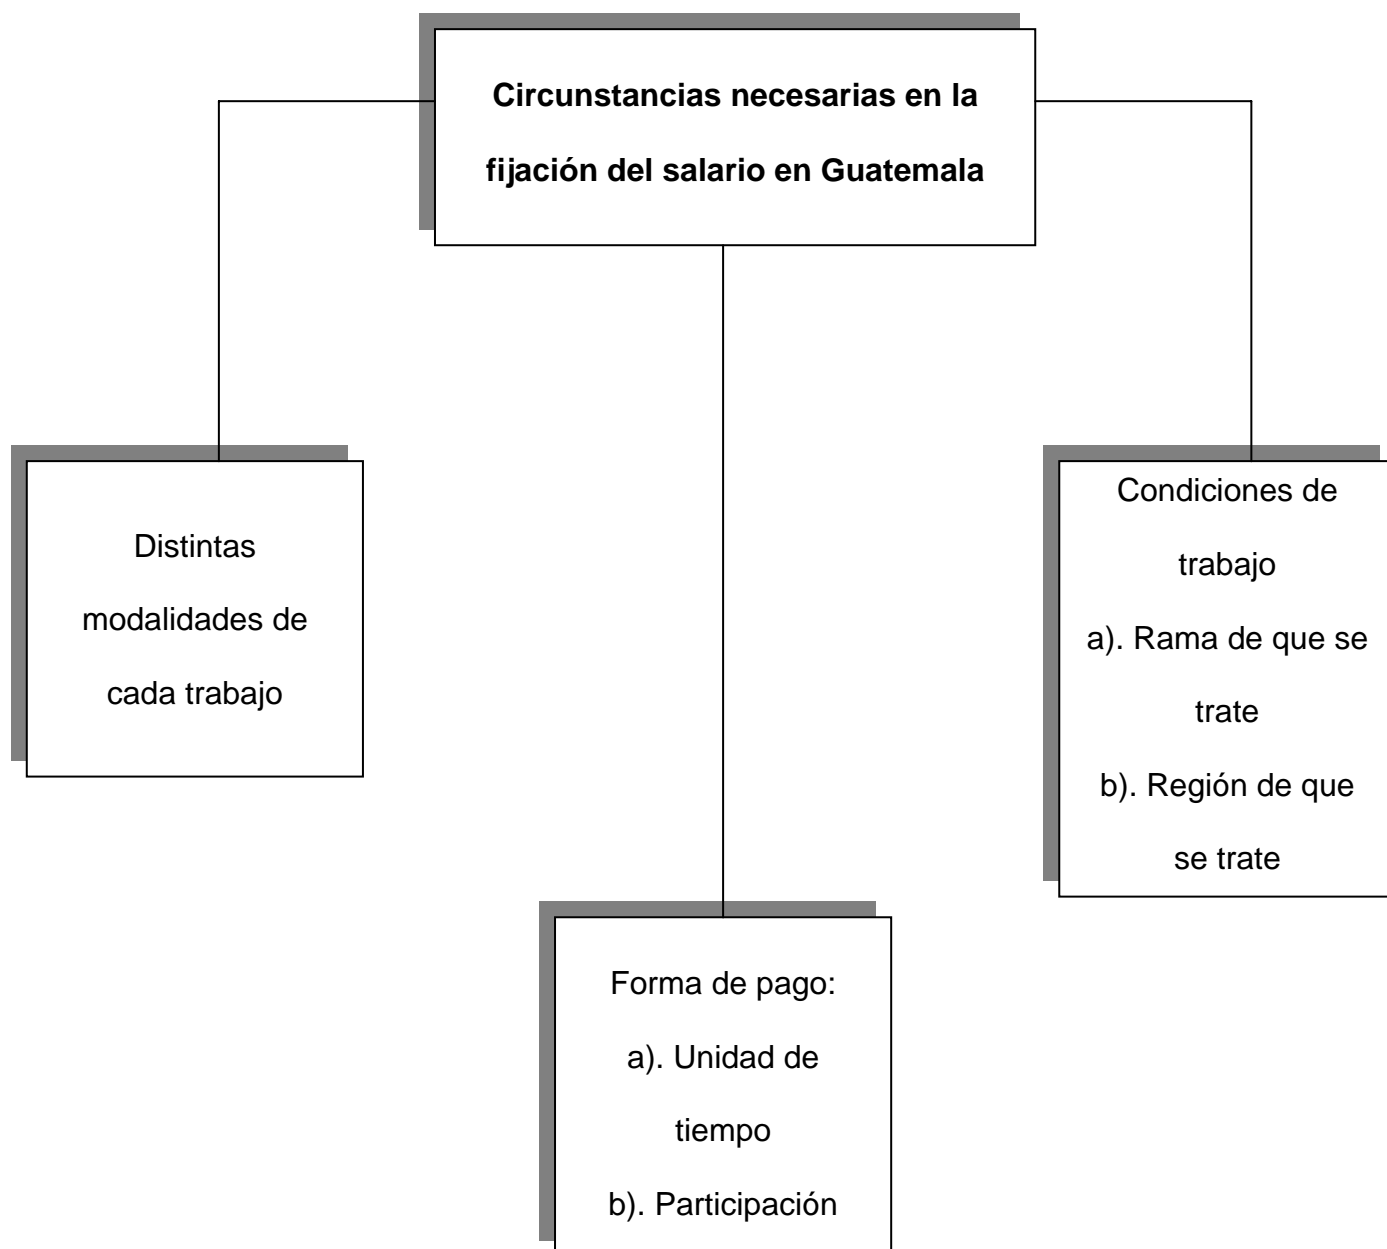 Circunstancias necesarias en la
fijación del salario en Guatemala
Distintas
modalidades de
cada trabajo
Condiciones de
trabajo
a). Rama de que se
trate
b). Región de que
se trate
Forma de pago:
a). Unidad de
tiempo
b). Participación